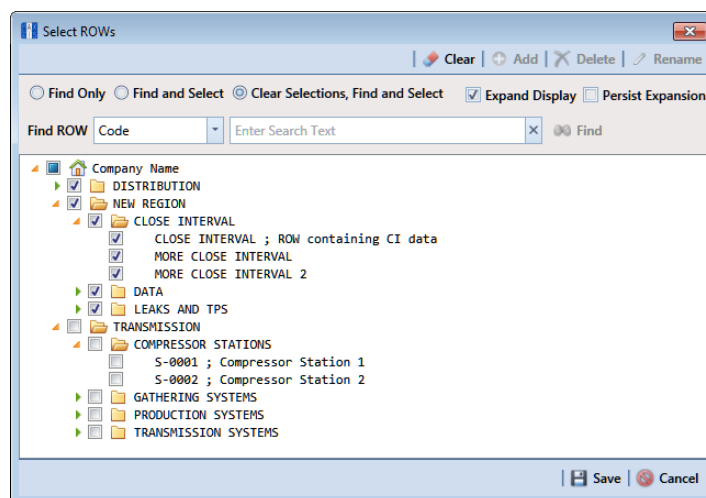 Select ROWs
Clear Add Delete Rename
Find Only Find and Select Clear Selections, Find and Select Expand Display Persist Expansion
Find ROW Code Enter Search Text Find
Company Name
DISTRIBUTION
NEW REGION
CLOSE INTERVAL
CLOSE INTERVAL ; ROW containing CI data
MORE CLOSE INTERVAL
MORE CLOSE INTERVAL 2
DATA
LEAKS AND TPS
TRANSMISSION
COMPRESSOR STATIONS
S-0001 ; Compressor Station 1
S-0002 ; Compressor Station 2
GATHERING SYSTEMS
PRODUCTION SYSTEMS
TRANSMISSION SYSTEMS
Save Cancel